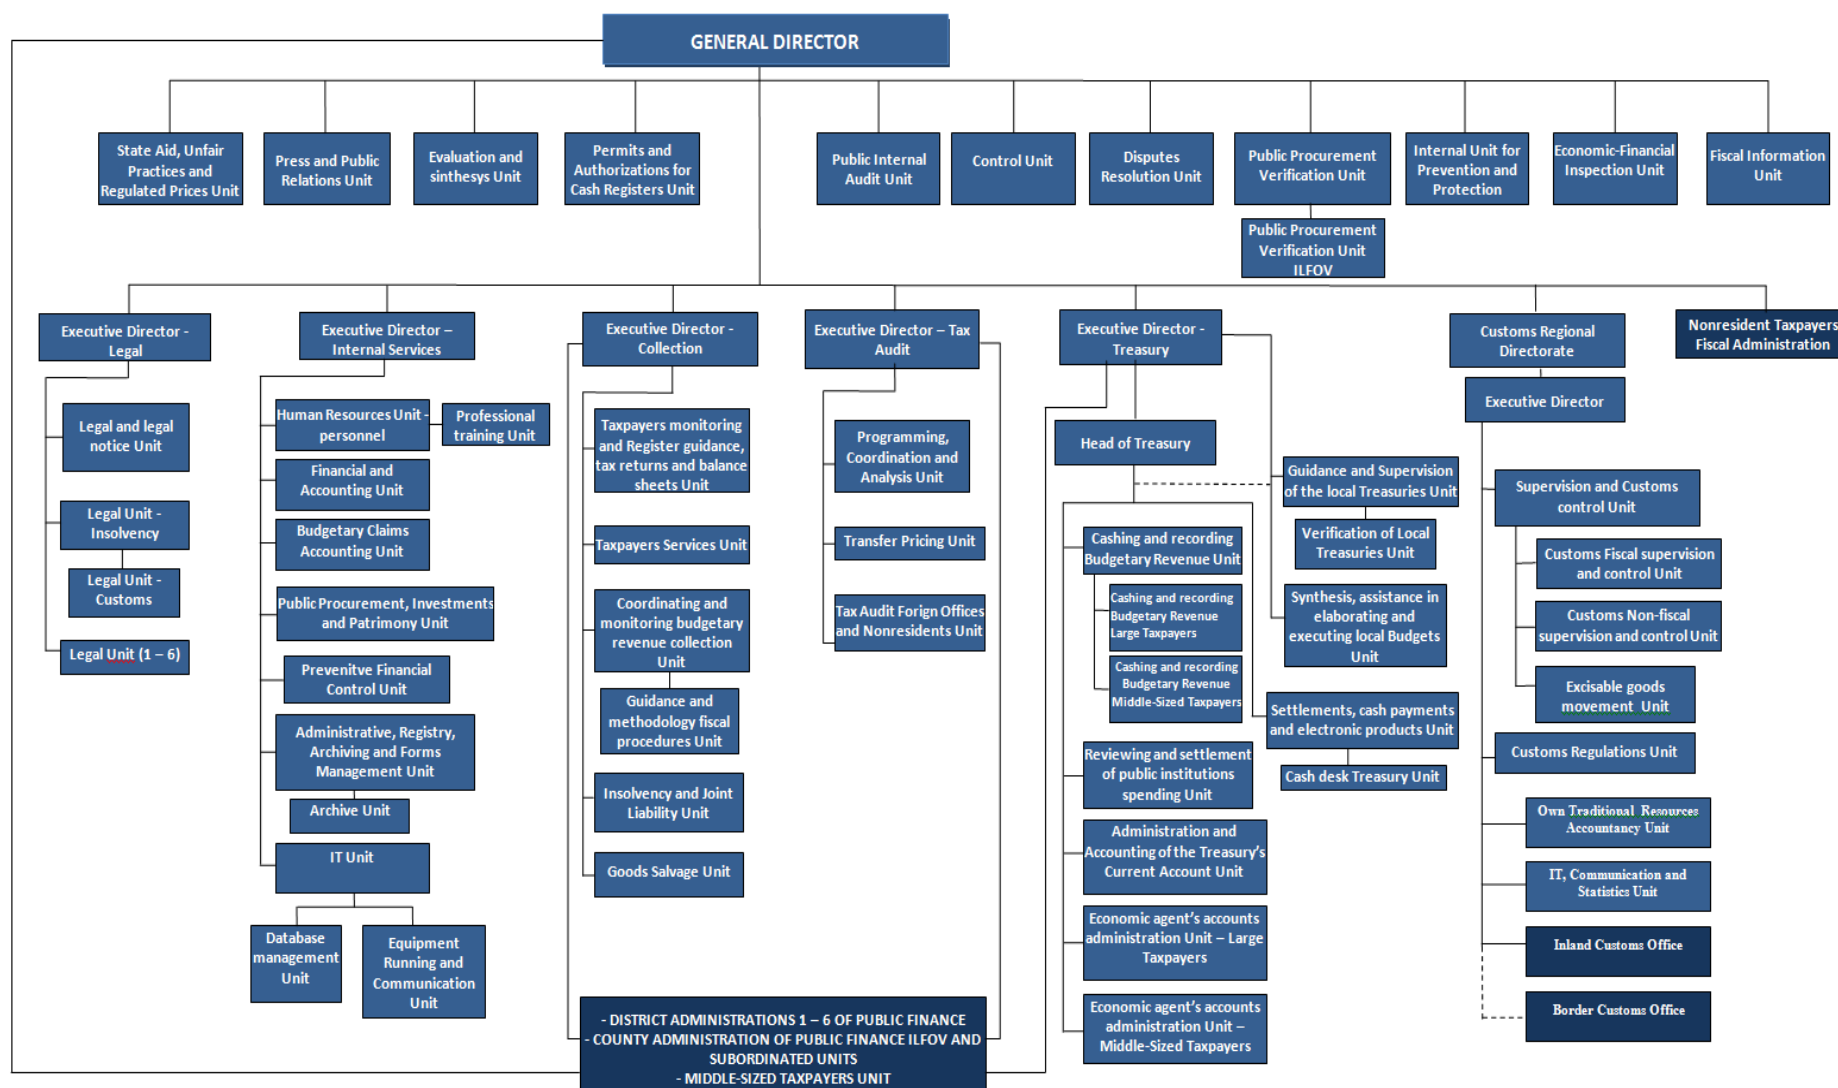 GENERAL DIRECTOR
State Aid, Unfair
Practices and
Regulated Prices Unit
Press and Public
Relations Unit
Evaluation and
sinthesys Unit
Permits and
Authorizations for
Cash Registers Unit
Public Internal
Audit Unit
Control Unit
Disputes
Resolution Unit
Public Procurement
Verification Unit
Internal Unit for
Prevention and
Protection
Economic-Financial
Inspection Unit
Fiscal Information
Unit
Public Procurement
Verification Unit
ILFOV
Executive Director -
Legal
Executive Director –
Internal Services
Executive Director -
Collection
Executive Director – Tax
Audit
Executive Director -
Treasury
Customs Regional
Directorate
Nonresident Taxpayers
Fiscal Administration
Executive Director
Legal and legal
notice Unit
Legal Unit -
Insolvency
Legal Unit -
Customs
Legal Unit (1 – 6)
Human Resources Unit -
personnel
Professional
training Unit
Financial and
Accounting Unit
Budgetary Claims
Accounting Unit
Public Procurement, Investments
and Patrimony Unit
Prevenitve Financial
Control Unit
Administrative, Registry,
Archiving and Forms
Management Unit
Archive Unit
IT Unit
Database
management
Unit
Equipment
Running and
Communication
Unit
Taxpayers monitoring
and Register guidance,
tax returns and balance
sheets Unit
Taxpayers Services Unit
Coordinating and
monitoring budgetary
revenue collection
Unit
Guidance and
methodology fiscal
procedures Unit
Insolvency and Joint
Liability Unit
Goods Salvage Unit
Programming,
Coordination and
Analysis Unit
Transfer Pricing Unit
Tax Audit Forign Offices
and Nonresidents Unit
Head of Treasury
Guidance and Supervision
of the local Treasuries Unit
Verification of Local
Treasuries Unit
Synthesis, assistance in
elaborating and
executing local Budgets
Unit
Cashing and recording
Budgetary Revenue Unit
Cashing and recording
Budgetary Revenue
Large Taxpayers
Cashing and recording
Budgetary Revenue
Middle-Sized Taxpayers
Settlements, cash payments
and electronic products Unit
Cash desk Treasury Unit
Reviewing and settlement
of public institutions
spending Unit
Administration and
Accounting of the Treasury's
Current Account Unit
Economic agent's accounts
administration Unit – Large
Taxpayers
Economic agent's accounts
administration Unit –
Middle-Sized Taxpayers
Supervision and Customs
control Unit
Customs Fiscal supervision
and control Unit
Customs Non-fiscal
supervision and control Unit
Excisable goods
movement Unit
Customs Regulations Unit
Own Traditional Resources
Accountancy Unit
IT, Communication and
Statistics Unit
Inland Customs Office
Border Customs Office
- DISTRICT ADMINISTRATIONS 1 – 6 OF PUBLIC FINANCE
- COUNTY ADMINISTRATION OF PUBLIC FINANCE ILFOV AND
SUBORDINATED UNITS
- MIDDLE-SIZED TAXPAYERS UNIT